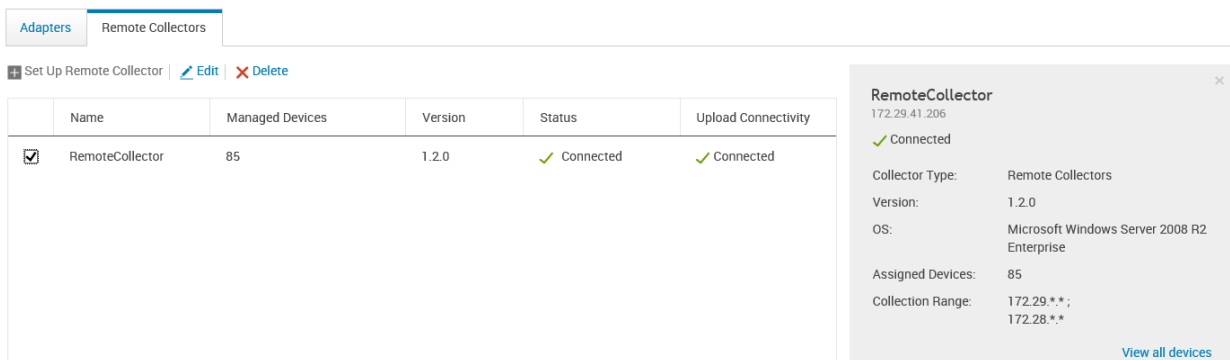 Adapters Remote Collectors
Set Up Remote Collector Edit Delete
Name Managed Devices Version Status Upload Connectivity
RemoteCollector 85 1.2.0 Connected Connected
RemoteCollector
172.29.41.206
Connected
Collector Type: Remote Collectors
Version: 1.2.0
OS: Microsoft Windows Server 2008 R2
Enterprise
Assigned Devices: 85
Collection Range: 172.29.*.* ;
172.28.*.*
View all devices